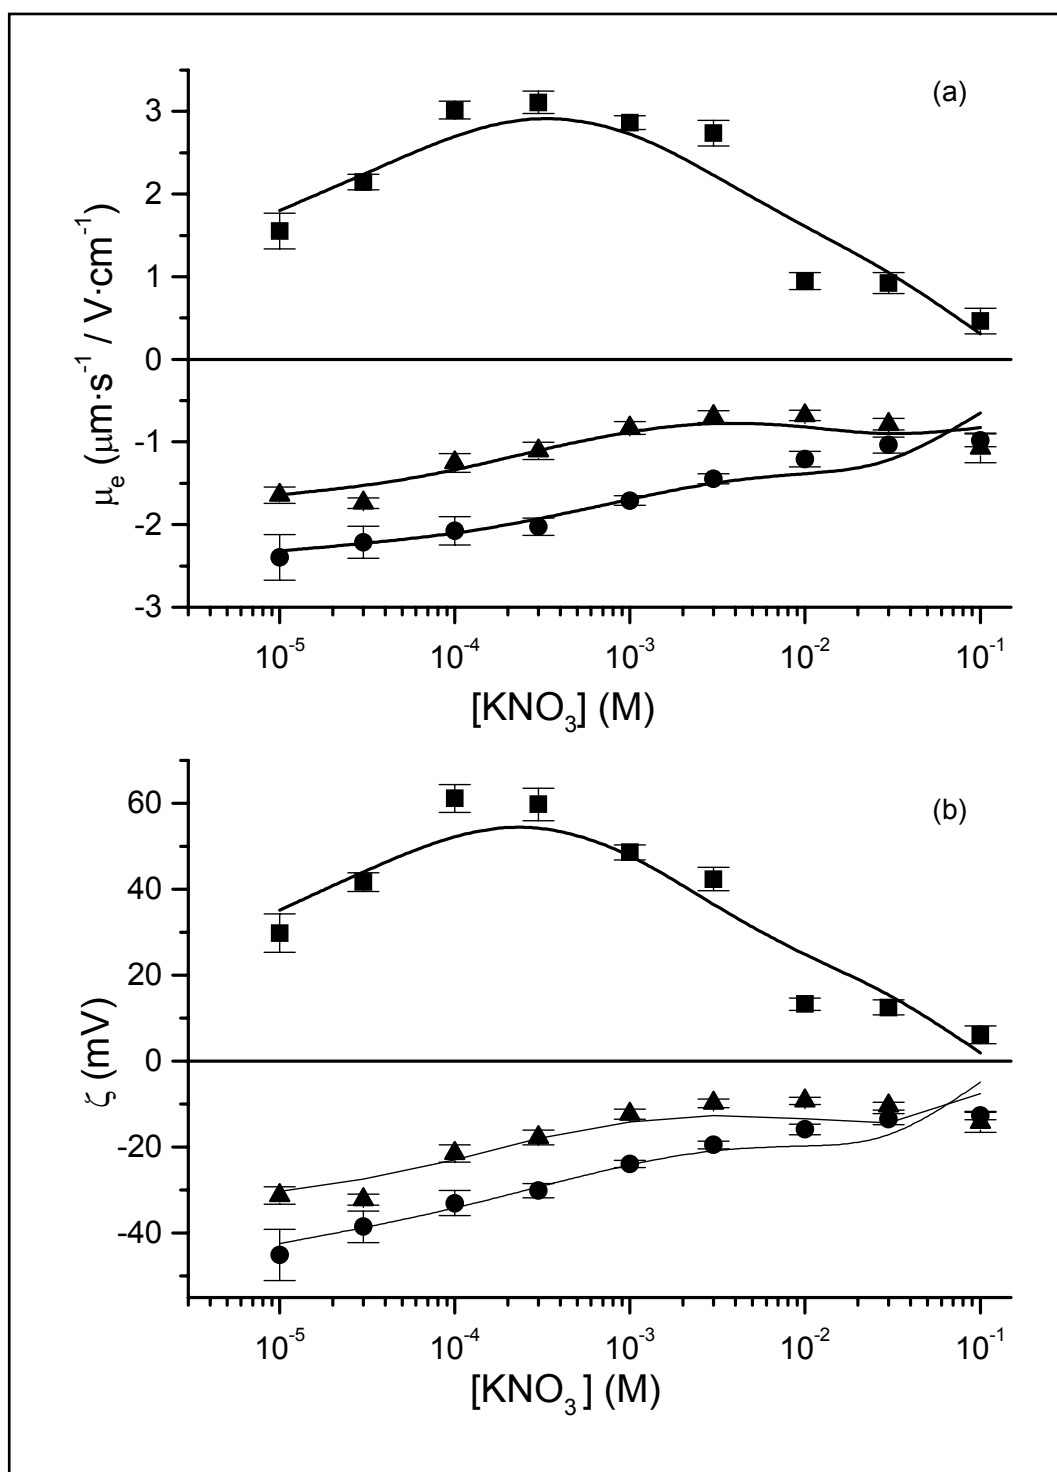 (a)
3
2
1
0
-1
-2
-3
μₑ (μm·s⁻¹ / V·cm⁻¹)
10⁻⁵ 10⁻⁴ 10⁻³ 10⁻² 10⁻¹
[KNO₃] (M)
(b)
60
40
20
0
-20
-40
ζ (mV)
10⁻⁵ 10⁻⁴ 10⁻³ 10⁻² 10⁻¹
[KNO₃] (M)